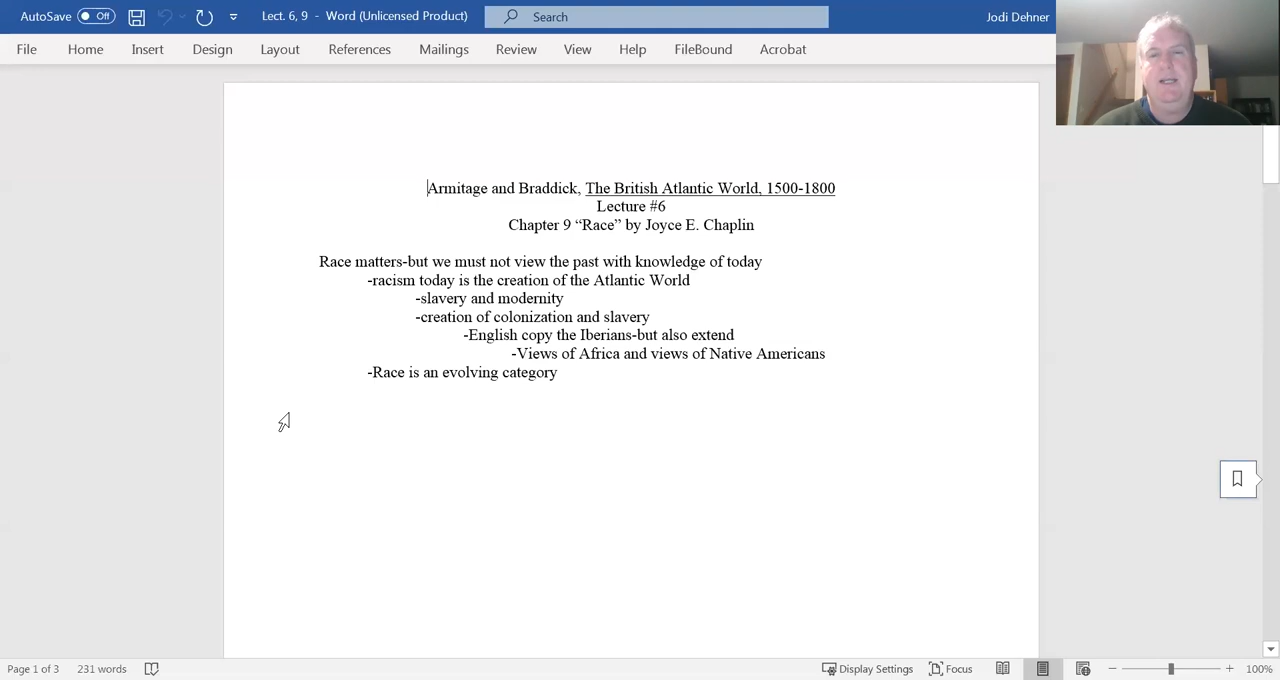 AutoSave Off Lect. 6, 9 - Word (Unlicensed Product) Search Jodi Dehner
File Home Insert Design Layout References Mailings Review View Help FileBound Acrobat
Armitage and Braddick, The British Atlantic World, 1500-1800
Lecture #6
Chapter 9 “Race” by Joyce E. Chaplin
Race matters-but we must not view the past with knowledge of today
-racism today is the creation of the Atlantic World
-slavery and modernity
-creation of colonization and slavery
-English copy the Iberians-but also extend
-Views of Africa and views of Native Americans
-Race is an evolving category
Page 1 of 3 231 words Display Settings Focus 100%